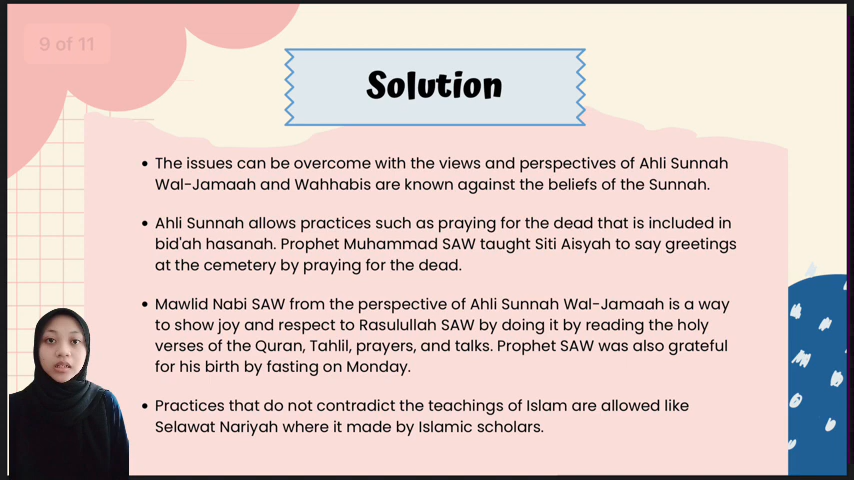 9 of 11
Solution
• The issues can be overcome with the views and perspectives of Ahli Sunnah
Wal-Jamaah and Wahhabis are known against the beliefs of the Sunnah.
• Ahli Sunnah allows practices such as praying for the dead that is included in
bid'ah hasanah. Prophet Muhammad SAW taught Siti Aisyah to say greetings
at the cemetery by praying for the dead.
• Mawlid Nabi SAW from the perspective of Ahli Sunnah Wal-Jamaah is a way
to show joy and respect to Rasulullah SAW by doing it by reading the holy
verses of the Quran, Tahlil, prayers, and talks. Prophet SAW was also grateful
for his birth by fasting on Monday.
• Practices that do not contradict the teachings of Islam are allowed like
Selawat Nariyah where it made by Islamic scholars.